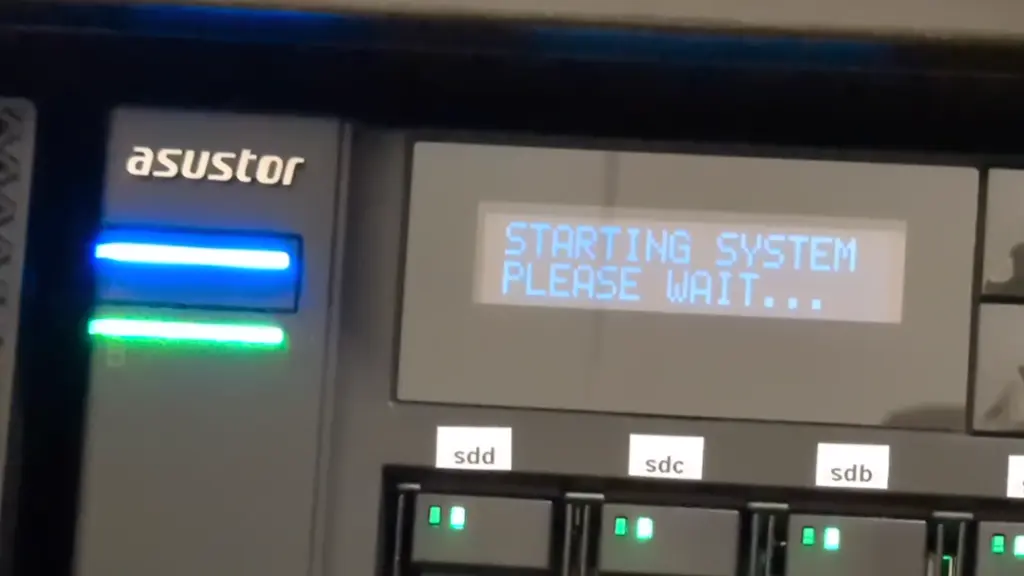 asustor
STARTING SYSTEM
PLEASE WAIT...
sdd
sdc
sdb